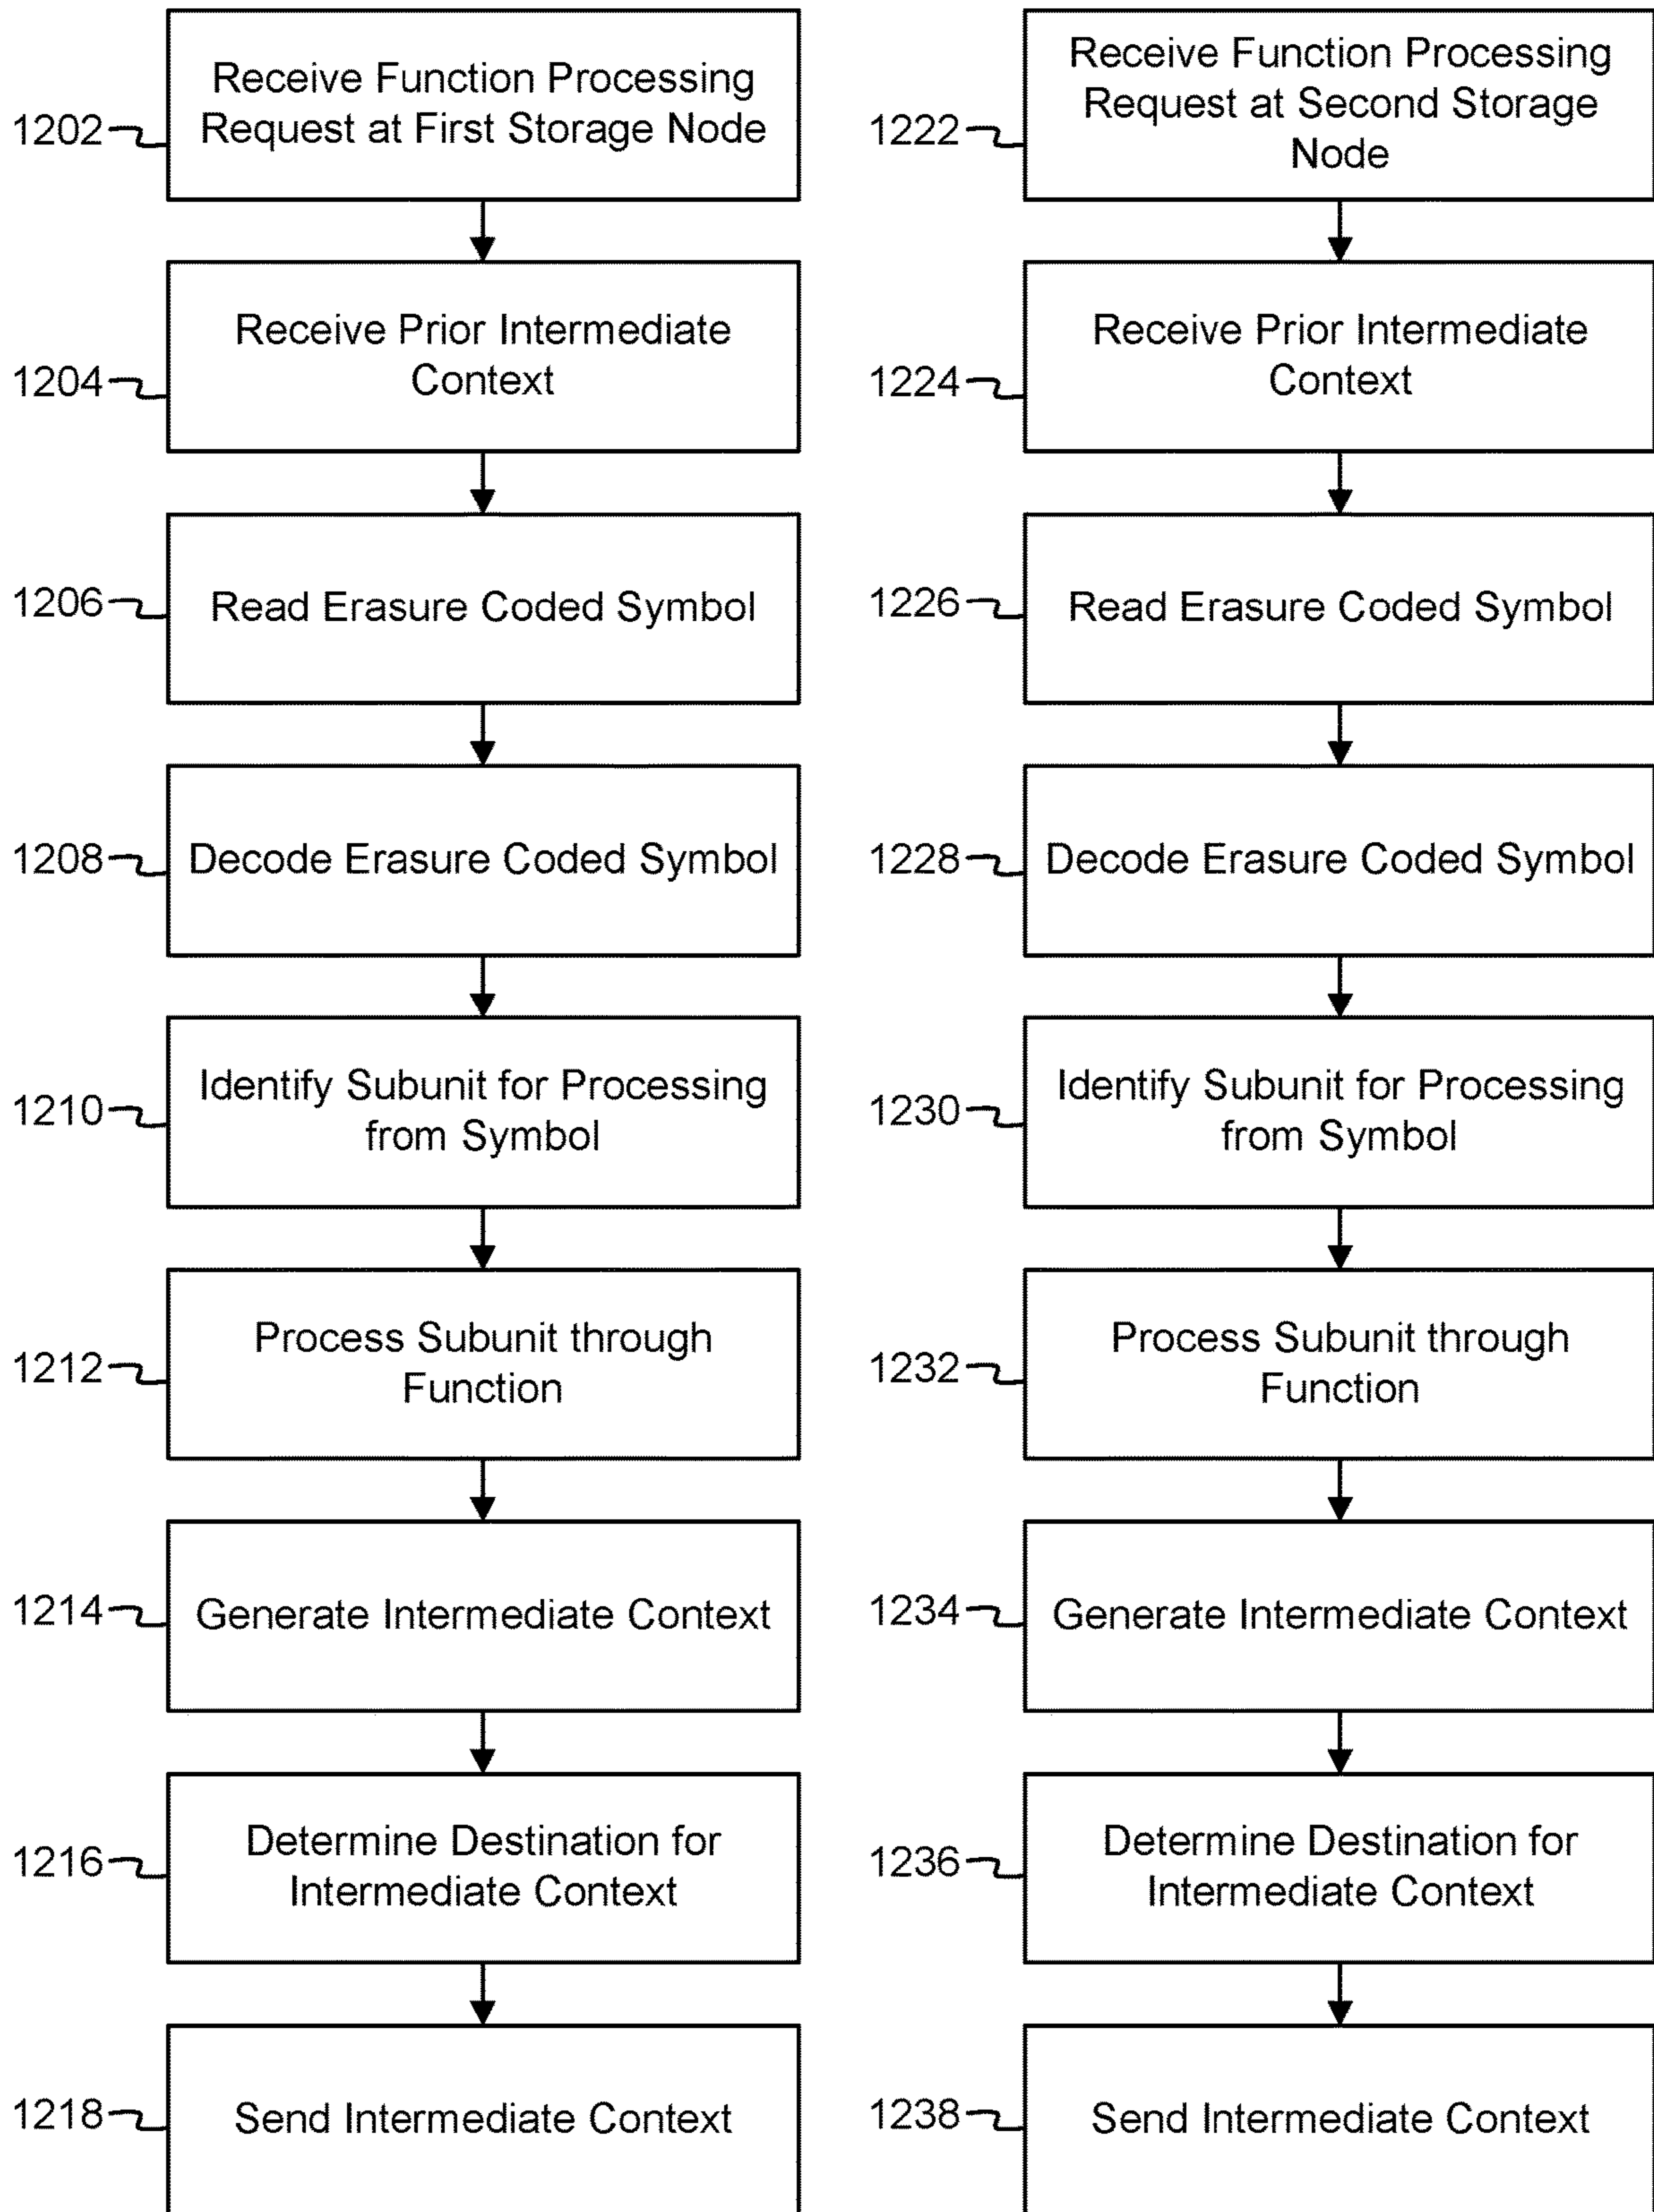 1202
Receive Function Processing
Request at First Storage Node
1204
Receive Prior Intermediate
Context
1206
Read Erasure Coded Symbol
1208
Decode Erasure Coded Symbol
1210
Identify Subunit for Processing
from Symbol
1212
Process Subunit through
Function
1214
Generate Intermediate Context
1216
Determine Destination for
Intermediate Context
1218
Send Intermediate Context
1222
Receive Function Processing
Request at Second Storage
Node
1224
Receive Prior Intermediate
Context
1226
Read Erasure Coded Symbol
1228
Decode Erasure Coded Symbol
1230
Identify Subunit for Processing
from Symbol
1232
Process Subunit through
Function
1234
Generate Intermediate Context
1236
Determine Destination for
Intermediate Context
1238
Send Intermediate Context